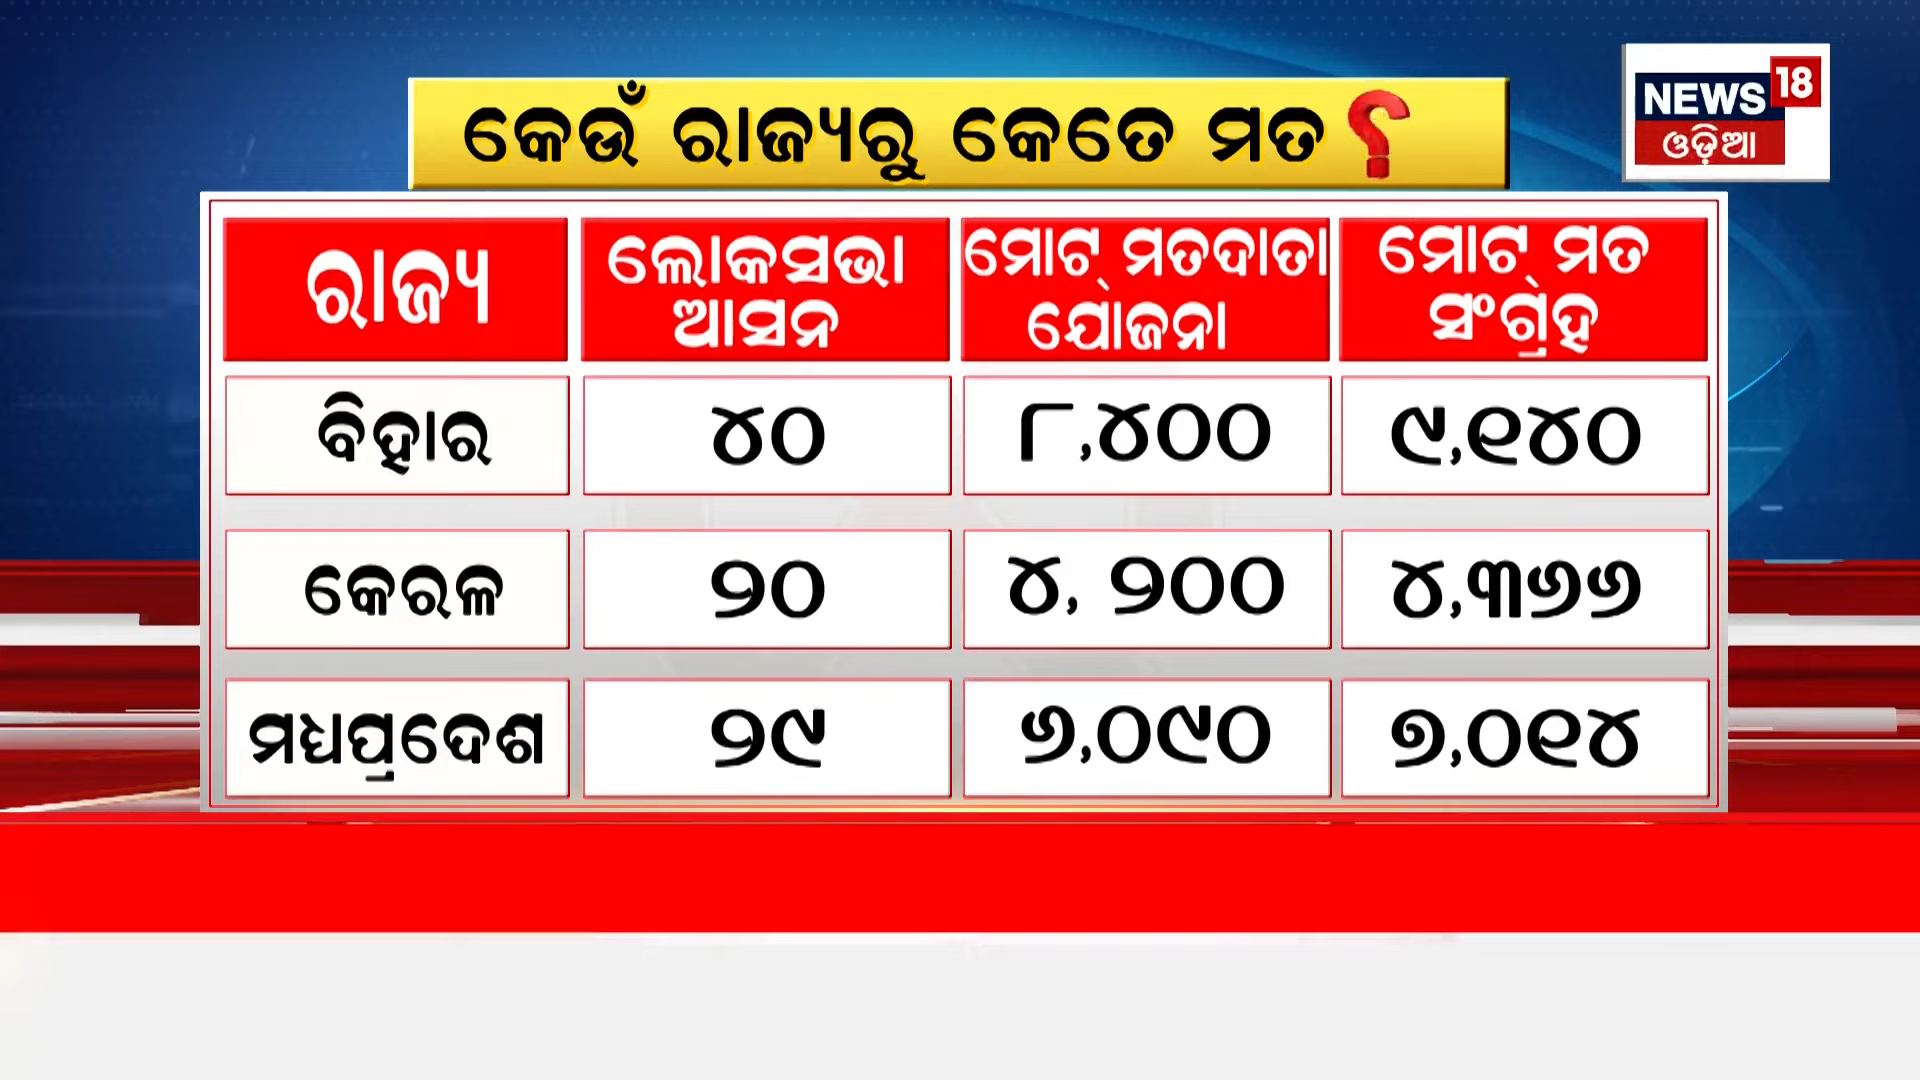 କେଉଁ ରାଜ୍ୟରୁ କେତେ ମତ?
NEWS 18
ଓଡ଼ିଆ
ରାଜ୍ୟ
ଲୋକସଭା
ଆସନ
ମୋଟ୍ ମତଦାତା
ଯୋଜନା
ମୋଟ୍ ମତ
ସଂଗ୍ରହ
ବିହାର ୪୦ ୮,୪୦୦ ୯,୧୪୦
କେରଳ ୨୦ ୪, ୨୦୦ ୪,୩୬୬
ମଧ୍ୟପ୍ରଦେଶ ୨୯ ୬,୦୯୦ ୭,୦୧୪